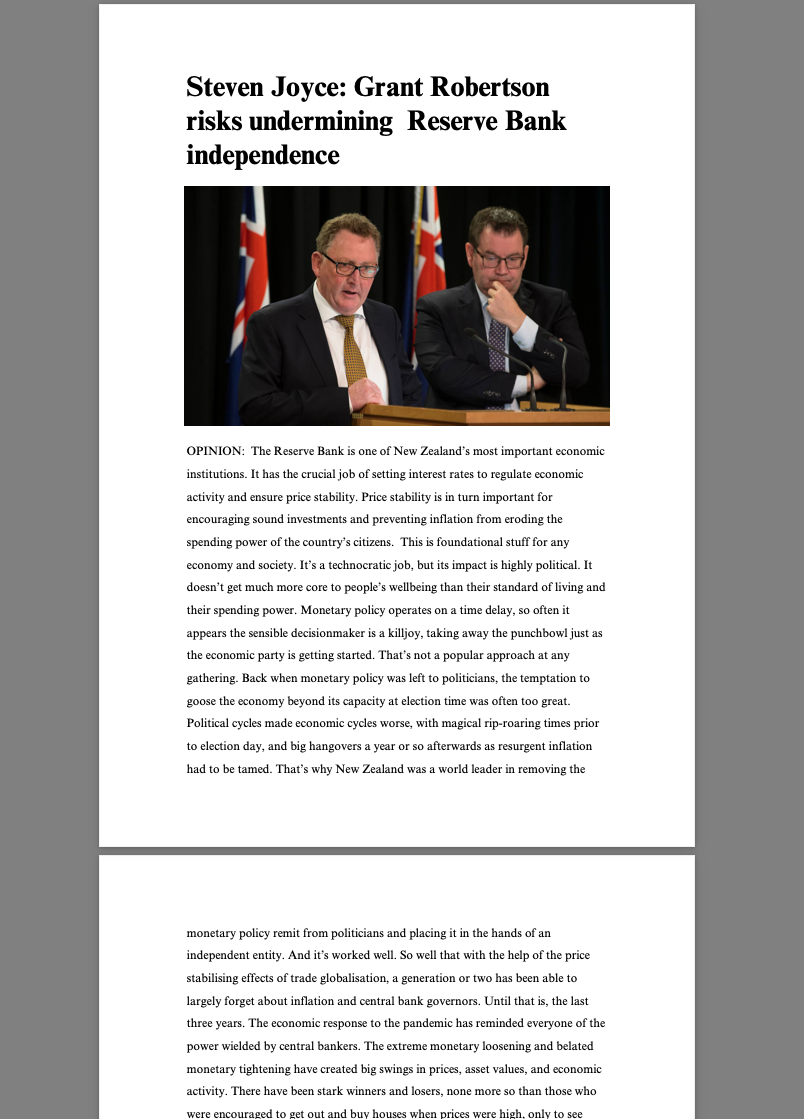 Steven Joyce: Grant Robertson
risks undermining  Reserve Bank
independence
OPINION:  The Reserve Bank is one of New Zealand’s most important economic
institutions. It has the crucial job of setting interest rates to regulate economic
activity and ensure price stability. Price stability is in turn important for
encouraging sound investments and preventing inflation from eroding the
spending power of the country’s citizens.  This is foundational stuff for any
economy and society. It’s a technocratic job, but its impact is highly political. It
doesn’t get much more core to people’s wellbeing than their standard of living and
their spending power. Monetary policy operates on a time delay, so often it
appears the sensible decisionmaker is a killjoy, taking away the punchbowl just as
the economic party is getting started. That’s not a popular approach at any
gathering. Back when monetary policy was left to politicians, the temptation to
goose the economy beyond its capacity at election time was often too great.
Political cycles made economic cycles worse, with magical rip-roaring times prior
to election day, and big hangovers a year or so afterwards as resurgent inflation
had to be tamed. That’s why New Zealand was a world leader in removing the
monetary policy remit from politicians and placing it in the hands of an
independent entity. And it’s worked well. So well that with the help of the price
stabilising effects of trade globalisation, a generation or two has been able to
largely forget about inflation and central bank governors. Until that is, the last
three years. The economic response to the pandemic has reminded everyone of the
power wielded by central bankers. The extreme monetary loosening and belated
monetary tightening have created big swings in prices, asset values, and economic
activity. There have been stark winners and losers, none more so than those who
were encouraged to get out and buy houses when prices were high, only to see